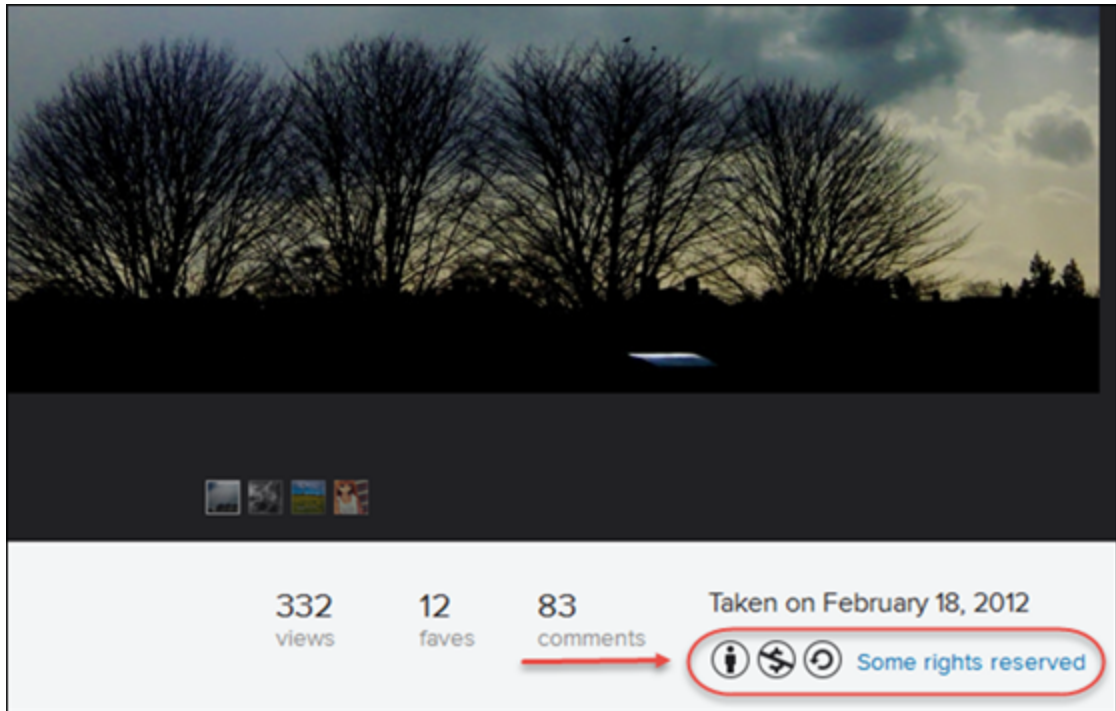 332 12 83 Taken on February 18, 2012
views faves comments
Some rights reserved